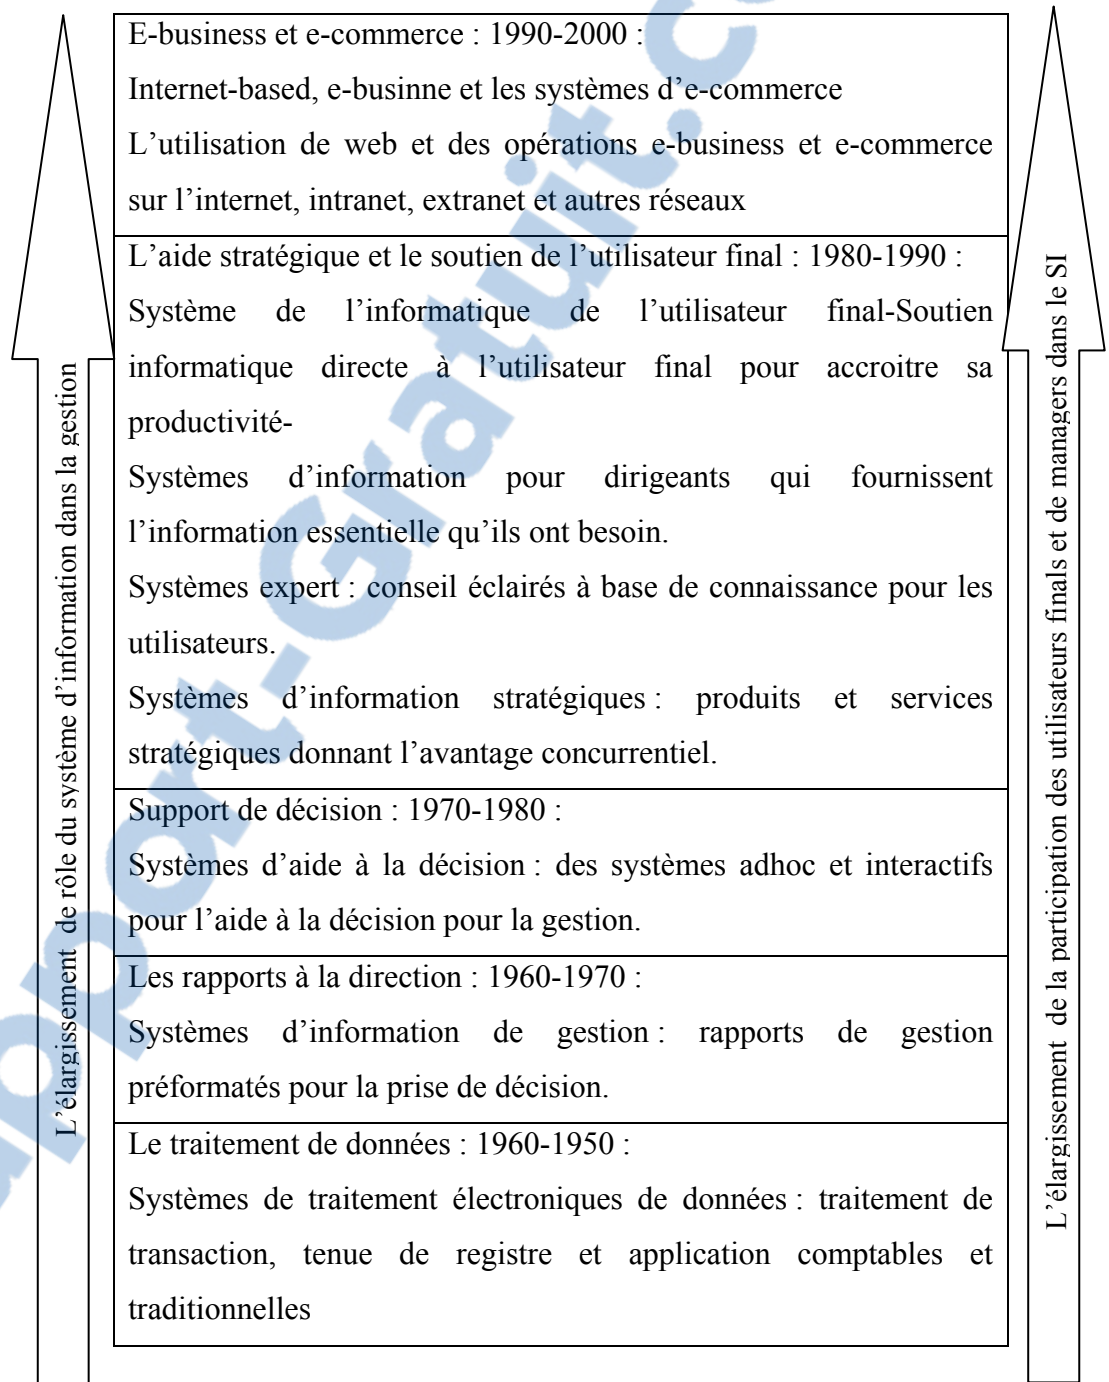 E-business et e-commerce : 1990-2000 :
Internet-based, e-businne et les systèmes d’e-commerce
L’utilisation de web et des opérations e-business et e-commerce
sur l’internet, intranet, extranet et autres réseaux
L’aide stratégique et le soutien de l’utilisateur final : 1980-1990 :
Système de l’informatique de l’utilisateur final-Soutien
informatique directe à l’utilisateur final pour accroitre sa
productivité-
Systèmes d’information pour dirigeants qui fournissent
l’information essentielle qu’ils ont besoin.
Systèmes expert : conseil éclairés à base de connaissance pour les
utilisateurs.
Systèmes d’information stratégiques : produits et services
stratégiques donnant l’avantage concurrentiel.
Support de décision : 1970-1980 :
Systèmes d’aide à la décision : des systèmes adhoc et interactifs
pour l’aide à la décision pour la gestion.
Les rapports à la direction : 1960-1970 :
Systèmes d’information de gestion : rapports de gestion
préformatés pour la prise de décision.
Le traitement de données : 1960-1950 :
Systèmes de traitement électroniques de données : traitement de
transaction, tenue de registre et application comptables et
traditionnelles
L’élargissement de rôle du système d’information dans la gestion
L’élargissement de la participation des utilisateurs finals et de managers dans le SI
pport-Gratuit.c